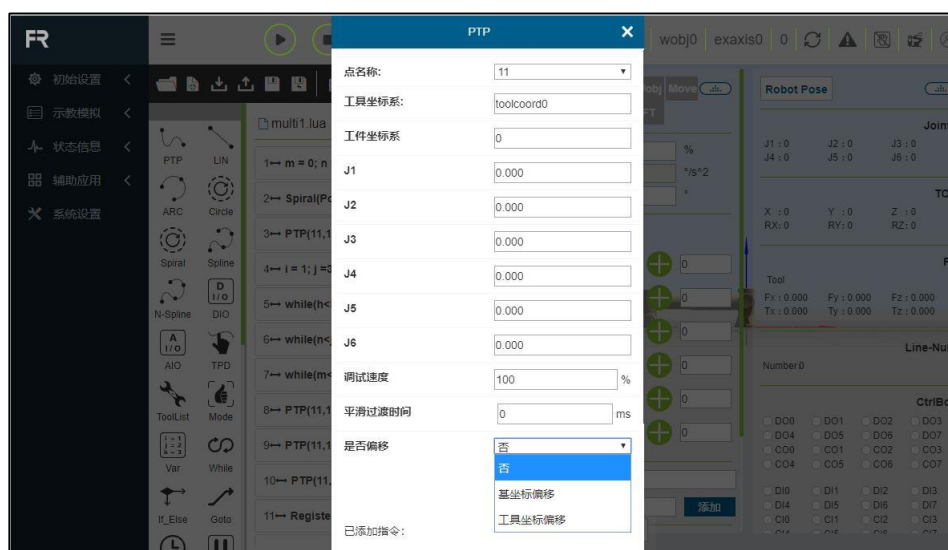 FR
PTP
wobj0
exaxis0
0
初始设置
示教模拟
状态信息
辅助应用
系统设置
multi1.lua
PTP
LIN
ARC
Circle
Spiral
Spline
N-Spline
DIO
AIO
TPD
ToolList
Mode
Var
While
If_Else
Goto
1 m = 0; n
2 Spiral(Po
3 PTP(11,1
4 i = 1; j =3
5 while(h<
6 while(n<
7 while(m<
8 PTP(11,1
9 PTP(11,1
10 PTP(11,
11 Registe
点名称:
11
工具坐标系:
toolcoord0
工件坐标系
0
J1
0.000
J2
0.000
J3
0.000
J4
0.000
J5
0.000
J6
0.000
调试速度
100
%
平滑过渡时间
0
ms
是否偏移
否
否
基坐标偏移
工具坐标偏移
已添加指令:
obj
Move
FT
%
°/s^2
°
0
0
0
0
0
0
添加
Robot Pose
Join
J1 : 0 J2 : 0 J3 : 0
J4 : 0 J5 : 0 J6 : 0
TC
X : 0 Y : 0 Z : 0
RX: 0 RY: 0 RZ: 0
F
Tool
Fx : 0.000 Fy : 0.000 Fz : 0.000
Tx : 0.000 Ty : 0.000 Tz : 0.000
Line-Nu
Number:0
CtrlBo
DO0 DO1 DO2 DO3
DO4 DO5 DO6 DO7
CO0 CO1 CO2 CO3
CO4 CO5 CO6 CO7
DI0 DI1 DI2 DI3
DI4 DI5 DI6 DI7
CI0 CI1 CI2 CI3